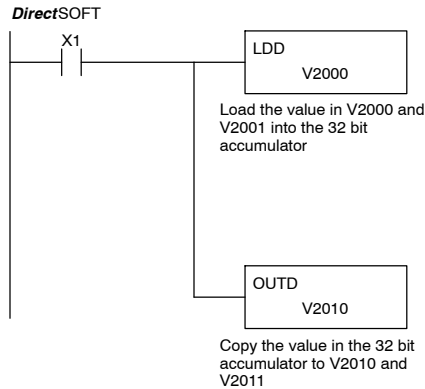 DirectSOFT
X1
LDD
V2000
Load the value in V2000 and
V2001 into the 32 bit
accumulator
OUTD
V2010
Copy the value in the 32 bit
accumulator to V2010 and
V2011